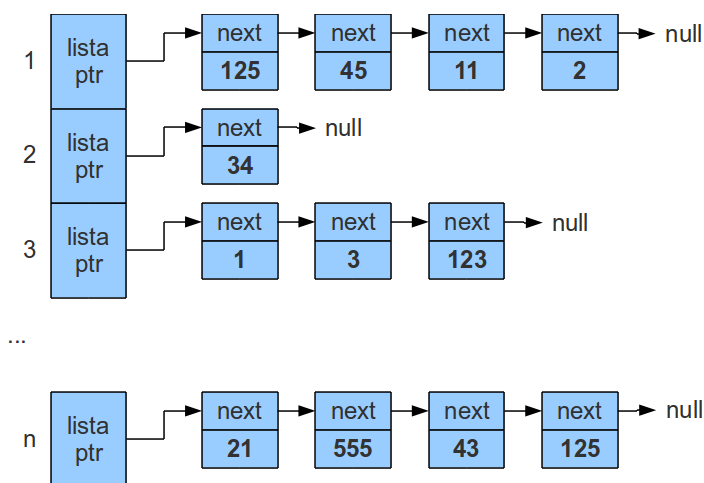 next next next next null
1 lista ptr
125 45 11 2
next null
2 lista ptr
34
next next next null
3 lista ptr
1 3 123
...
next next next next null
n lista ptr
21 555 43 125